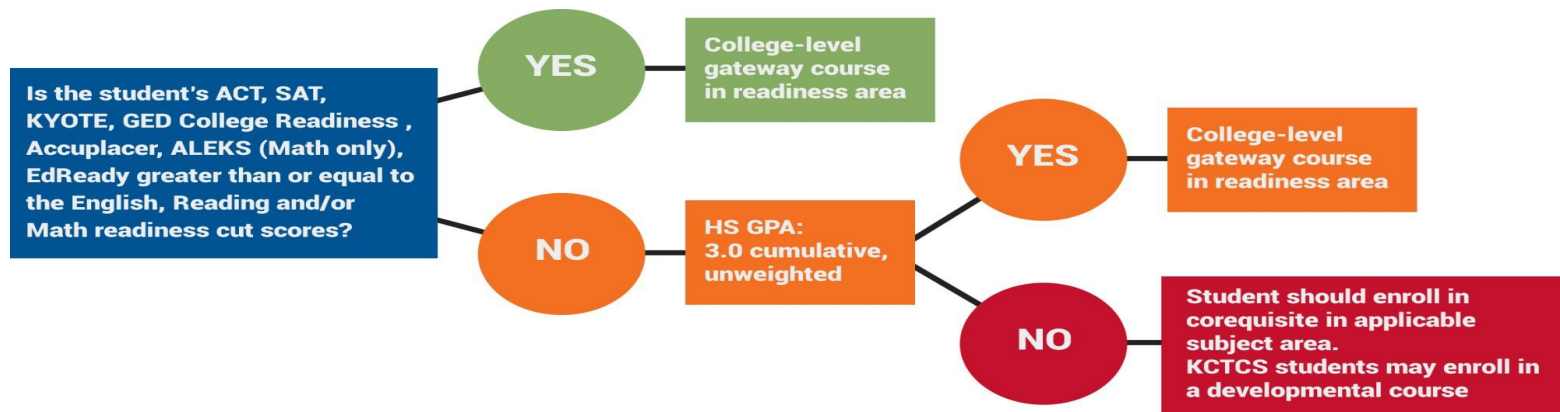 Is the student's ACT, SAT,
KYOTE, GED College Readiness ,
Accuplacer, ALEKS (Math only),
EdReady greater than or equal to
the English, Reading and/or
Math readiness cut scores?
YES
College-level
gateway course
in readiness area
NO
HS GPA:
3.0 cumulative,
unweighted
YES
College-level
gateway course
in readiness area
NO
Student should enroll in
corequisite in applicable
subject area.
KCTCS students may enroll in
a developmental course